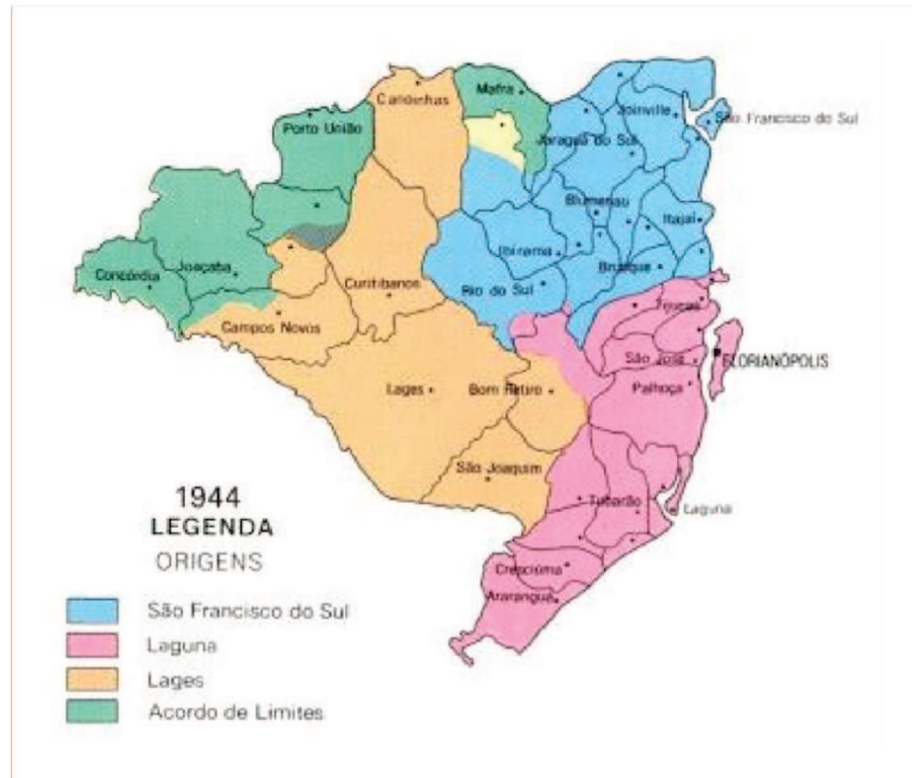 Canoinhas
Mafra
Porto União
Joinville
São Francisco do Sul
Jaraguá do Sul
Blumenau
Itajaí
Ibirama
Brusque
Concórdia
Joaçaba
Curitibanos
Rio do Sul
Tijucas
Campos Novos
São José
FLORIANÓPOLIS
Lages
Bom Retiro
Palhoça
São Joaquim
Tubarão
Laguna
Cresciúma
Araranguá
1944
LEGENDA
ORIGENS
São Francisco do Sul
Laguna
Lages
Acordo de Limites